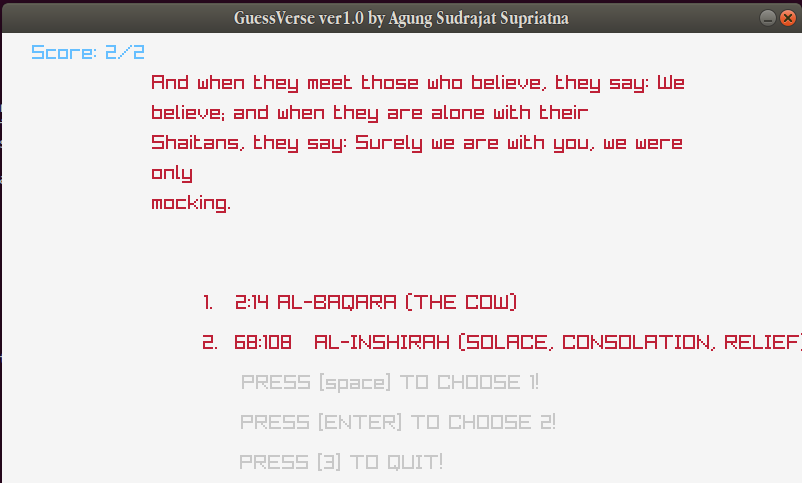 GuessVerse ver1.0 by Agung Sudrajat Supriatna
Score: 2/2
And when they meet those who believe, they say: We
believe; and when they are alone with their
Shaitans, they say: Surely we are with you, we were
only
mocking.
1. 2:14 AL-BAQARA (THE COW)
2. 68:108 AL-INSHIRAH (SOLACE, CONSOLATION, RELIEF)
PRESS [space] TO CHOOSE 1!
PRESS [ENTER] TO CHOOSE 2!
PRESS [3] TO QUIT!